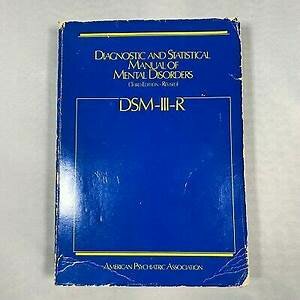 DIAGNOSTIC AND STATISTICAL
MANUAL OF
MENTAL DISORDERS
(THIRD EDITION - REVISED)
DSM-III-R
AMERICAN PSYCHIATRIC ASSOCIATION